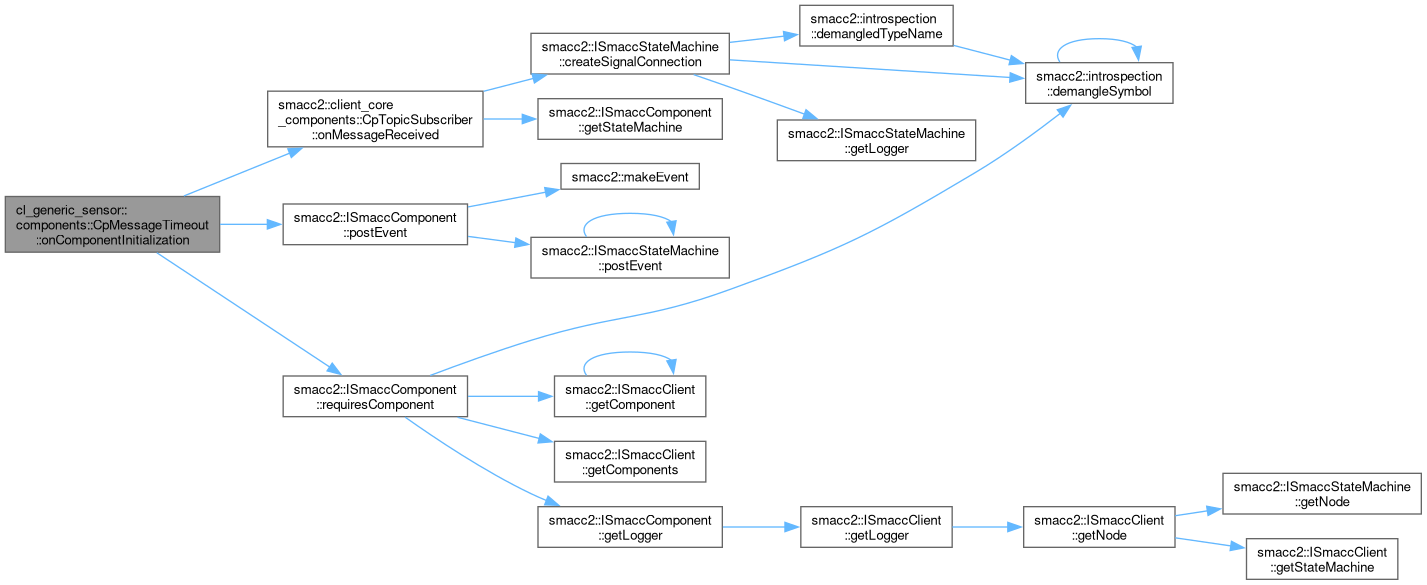 cl_generic_sensor::
components::CpMessageTimeout
::onComponentInitialization
smacc2::client_core
_components::CpTopicSubscriber
::onMessageReceived
smacc2::ISmaccStateMachine
::createSignalConnection
smacc2::introspection
::demangledTypeName
smacc2::introspection
::demangleSymbol
smacc2::ISmaccStateMachine
::getLogger
smacc2::ISmaccComponent
::getStateMachine
smacc2::ISmaccComponent
::postEvent
smacc2::makeEvent
smacc2::ISmaccStateMachine
::postEvent
smacc2::ISmaccComponent
::requiresComponent
smacc2::ISmaccClient
::getComponent
smacc2::ISmaccClient
::getComponents
smacc2::ISmaccComponent
::getLogger
smacc2::ISmaccClient
::getLogger
smacc2::ISmaccClient
::getNode
smacc2::ISmaccStateMachine
::getNode
smacc2::ISmaccClient
::getStateMachine